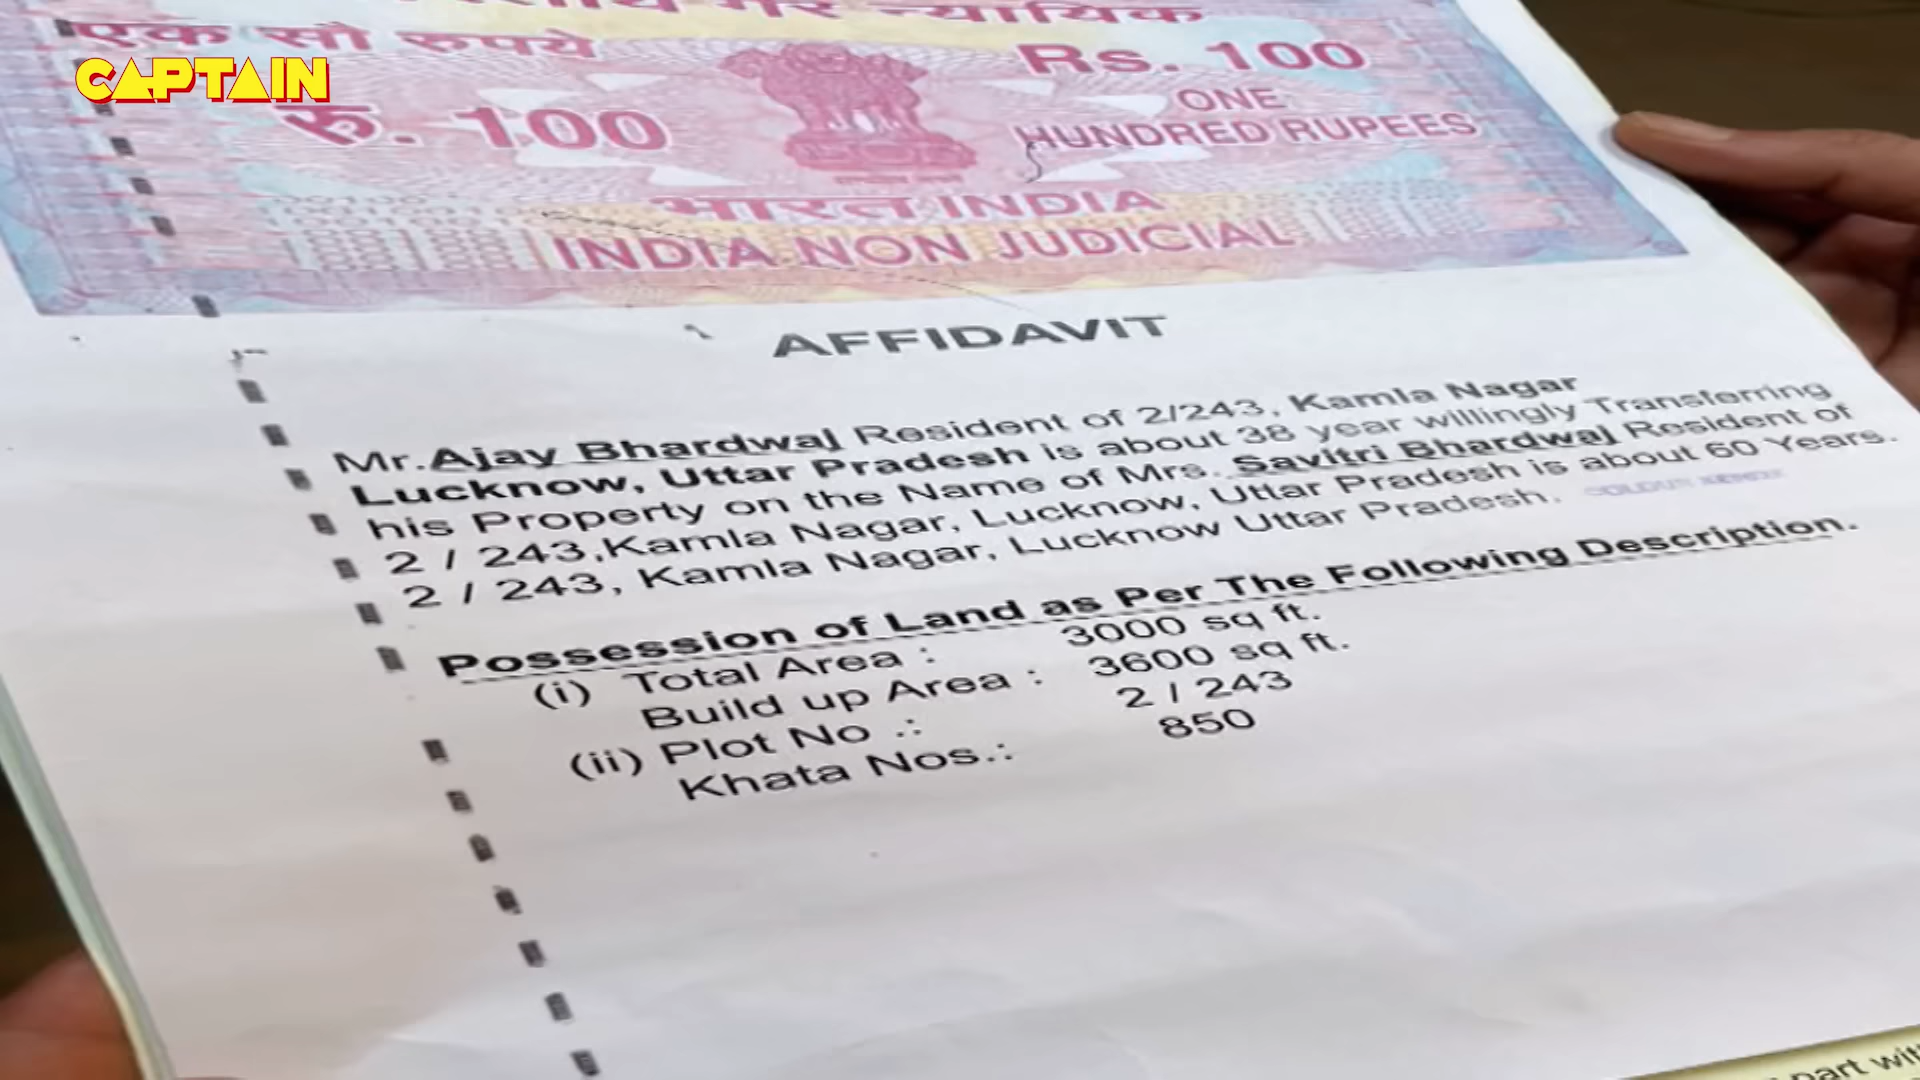 भारतीय गैर न्यायिक
एक सौ रुपये
Rs. 100
CAPTAIN
रु. 100
ONE
HUNDRED RUPEES
भारत INDIA
INDIA NON JUDICIAL
AFFIDAVIT
Mr.Ajay Bhardwaj Resident of 2/243, Kamla Nagar
Lucknow, Uttar Pradesh is about 38 year willingly Transferring
his Property on the Name of Mrs. Savitri Bhardwaj Resident of
2 / 243,Kamla Nagar, Lucknow, Uttar Pradesh is about 60 Years.
2 / 243, Kamla Nagar, Lucknow Uttar Pradesh.
Possession of Land as Per The Following Description.
(i) Total Area : 3000 sq ft.
Build up Area : 3600 sq ft.
(ii) Plot No .: 2 / 243
Khata Nos.: 850
part